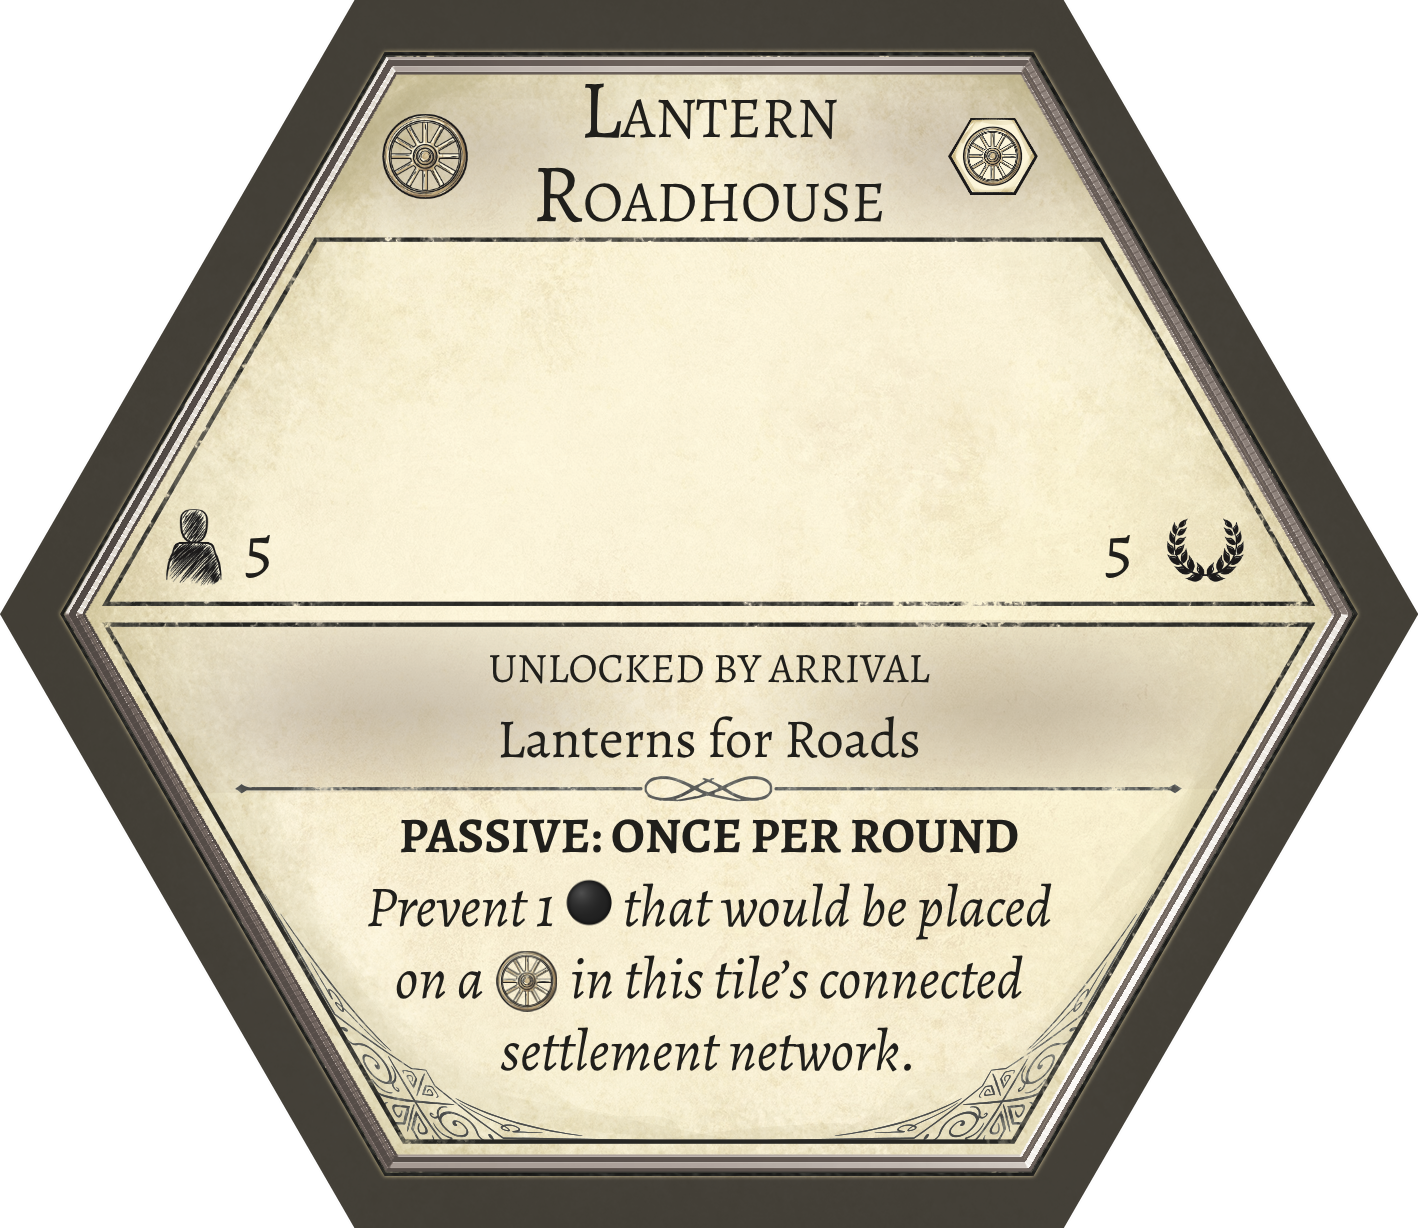 Lantern
Roadhouse
5
5
UNLOCKED BY ARRIVAL
Lanterns for Roads
PASSIVE: ONCE PER ROUND
Prevent 1 that would be placed
on a in this tile’s connected
settlement network.